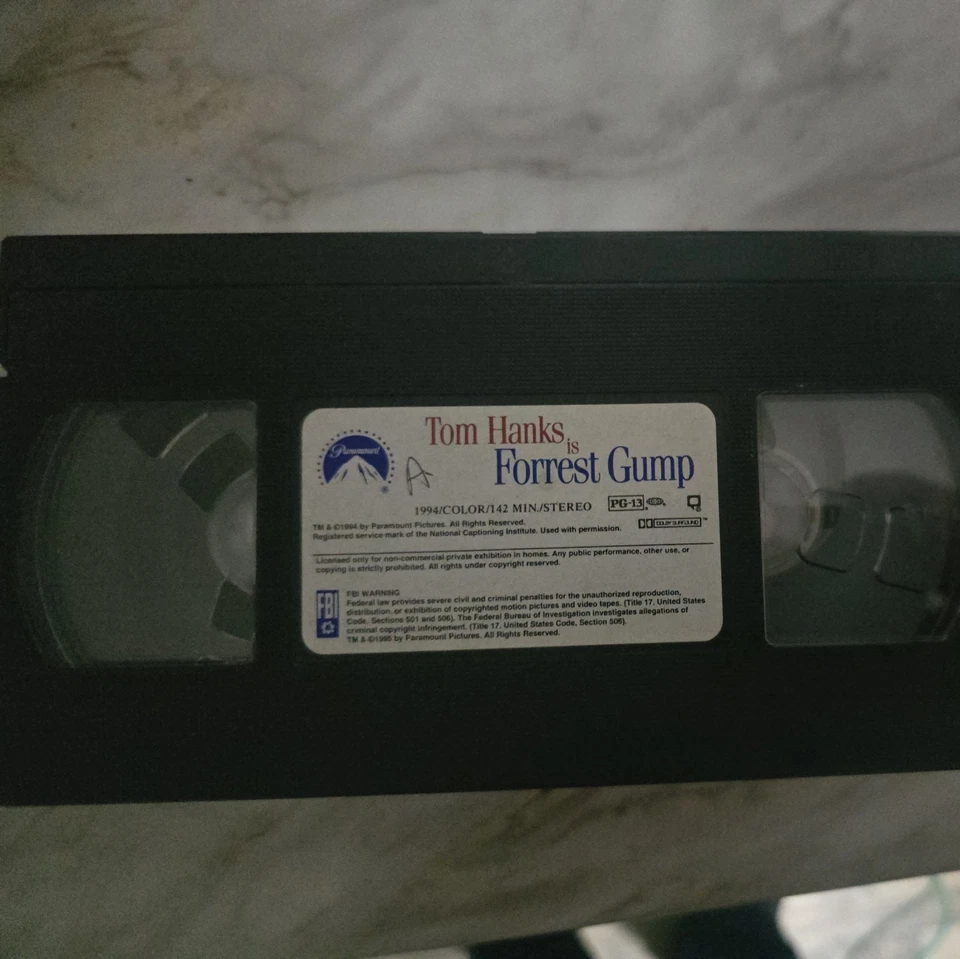 Paramount
A
Tom Hanks
is
Forrest Gump
1994/COLOR/142 MIN./STEREO PG-13
DOLBY SURROUND ™
TM & ©1994 by Paramount Pictures. All Rights Reserved.
Registered service mark of the National Captioning Institute. Used with permission.
Licensed only for non-commercial private exhibition in homes. Any public performance, other use, or
copying is strictly prohibited. All rights under copyright reserved.
FBI
FBI WARNING
Federal law provides severe civil and criminal penalties for the unauthorized reproduction,
distribution, or exhibition of copyrighted motion pictures and video tapes. (Title 17, United States
Code, Sections 501 and 506). The Federal Bureau of Investigation investigates allegations of
criminal copyright infringement. (Title 17, United States Code, Section 506).
TM & ©1995 by Paramount Pictures. All Rights Reserved.